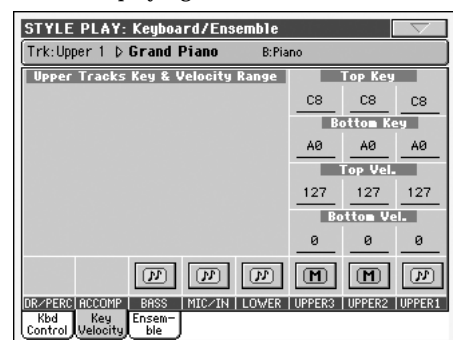 STYLE PLAY: Keyboard/Ensemble
Trk: Upper 1 ▷ Grand Piano B:Piano
Upper Tracks Key & Velocity Range
Top Key
C8 C8 C8
Bottom Key
A0 A0 A0
Top Vel.
127 127 127
Bottom Vel.
0 0 0
M M
DR/PERC ACCOMP BASS MIC/IN LOWER UPPER3 UPPER2 UPPER1
Kbd Control
Key Velocity
Ensem-ble